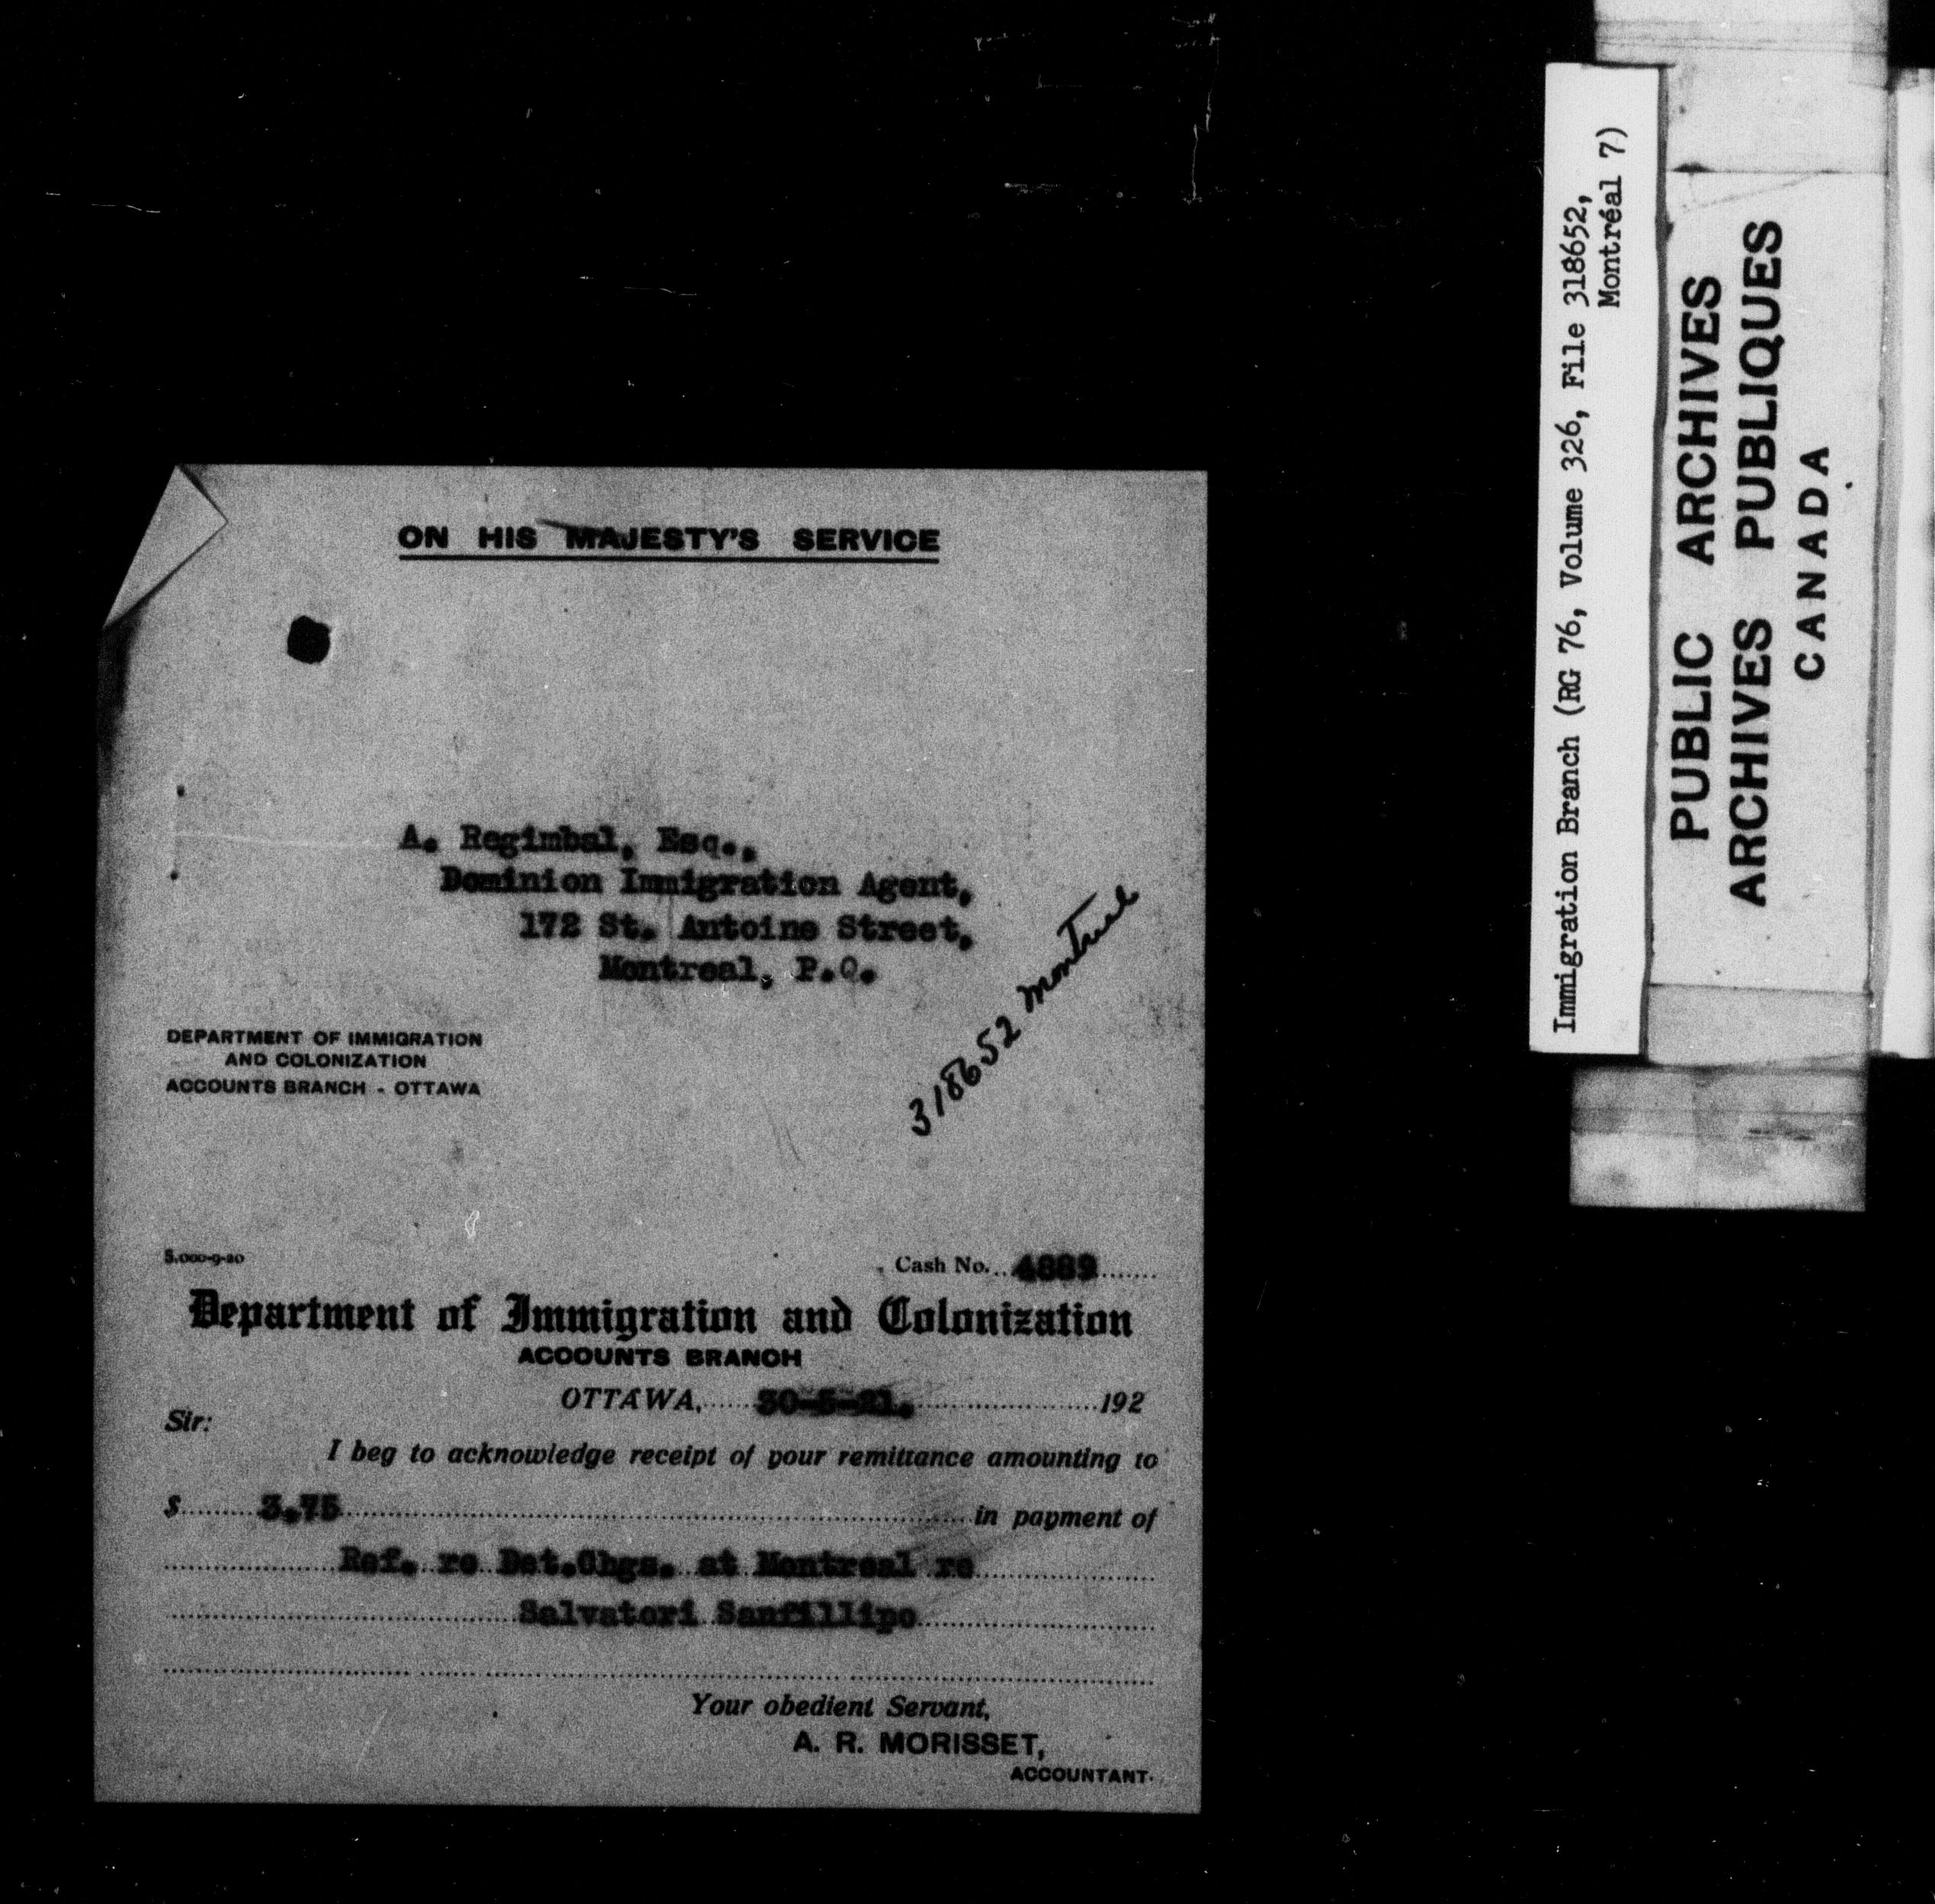 ON HIS MAJESTY'S SERVICE
A. Regimbal, Esq.,
Dominion Immigration Agent,
172 St. Antoine Street,
Montreal, P.Q.
318652 Montreal
DEPARTMENT OF IMMIGRATION
AND COLONIZATION
ACCOUNTS BRANCH - OTTAWA
5.000-9-20
Cash No. 4889
Department of Immigration and Colonization
ACCOUNTS BRANCH
OTTAWA, 30-5-21. 192
Sir:
I beg to acknowledge receipt of your remittance amounting to
$ 3.75 in payment of
Ref. re Det.Chgs. at Montreal re
Salvatori Sanfillipo
Your obedient Servant,
A. R. MORISSET,
ACCOUNTANT.
Immigration Branch (RG 76, Volume 326, File 318652,
Montréal 7)
PUBLIC ARCHIVES
ARCHIVES PUBLIQUES
CANADA